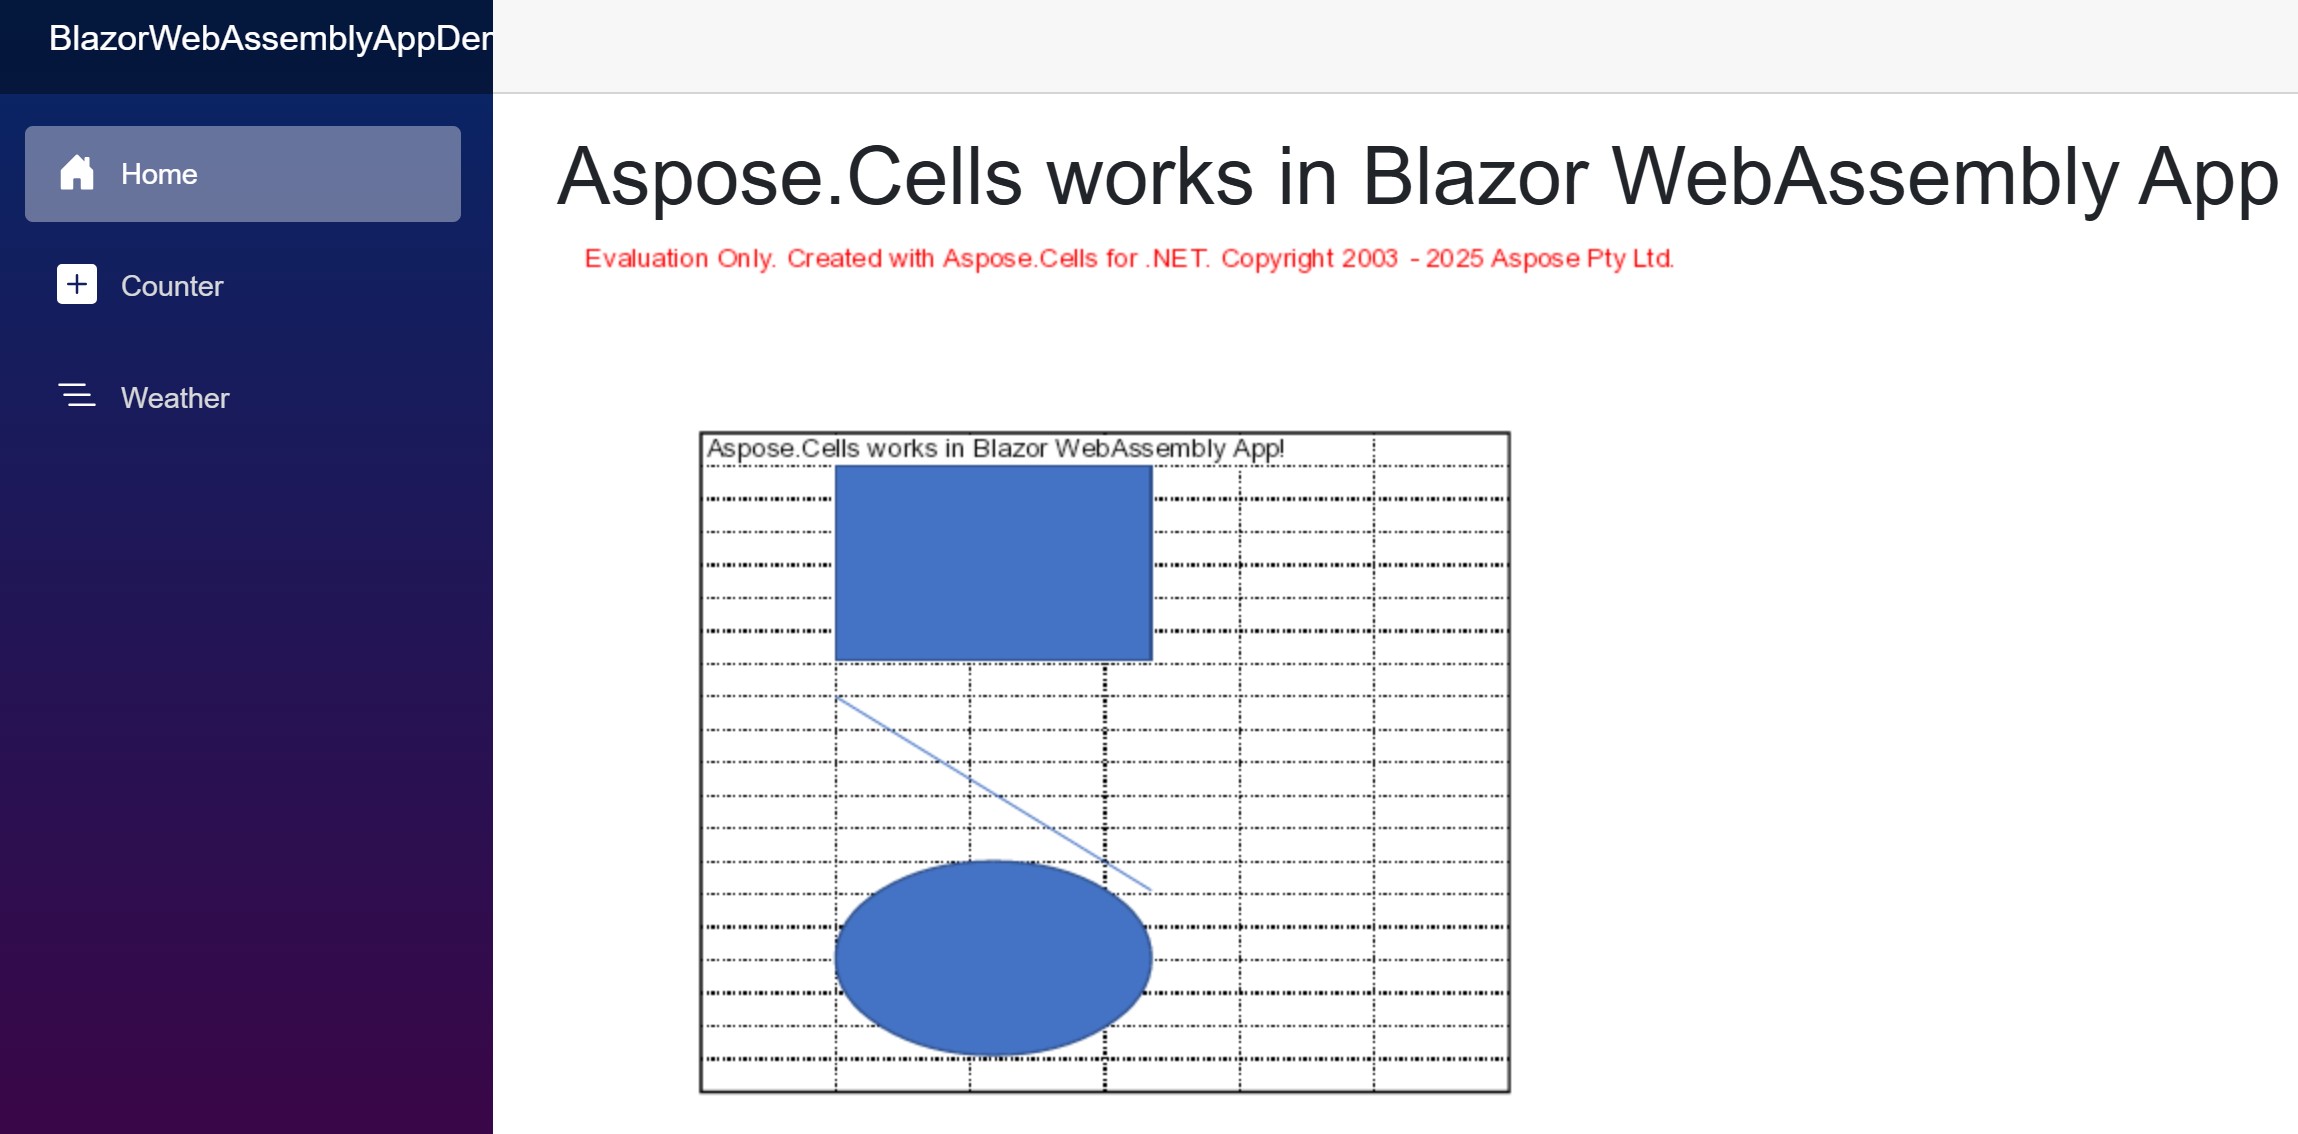 BlazorWebAssemblyAppDer
Home
Counter
Weather
Aspose.Cells works in Blazor WebAssembly App
Evaluation Only. Created with Aspose.Cells for .NET. Copyright 2003 - 2025 Aspose Pty Ltd.
Aspose.Cells works in Blazor WebAssembly App!